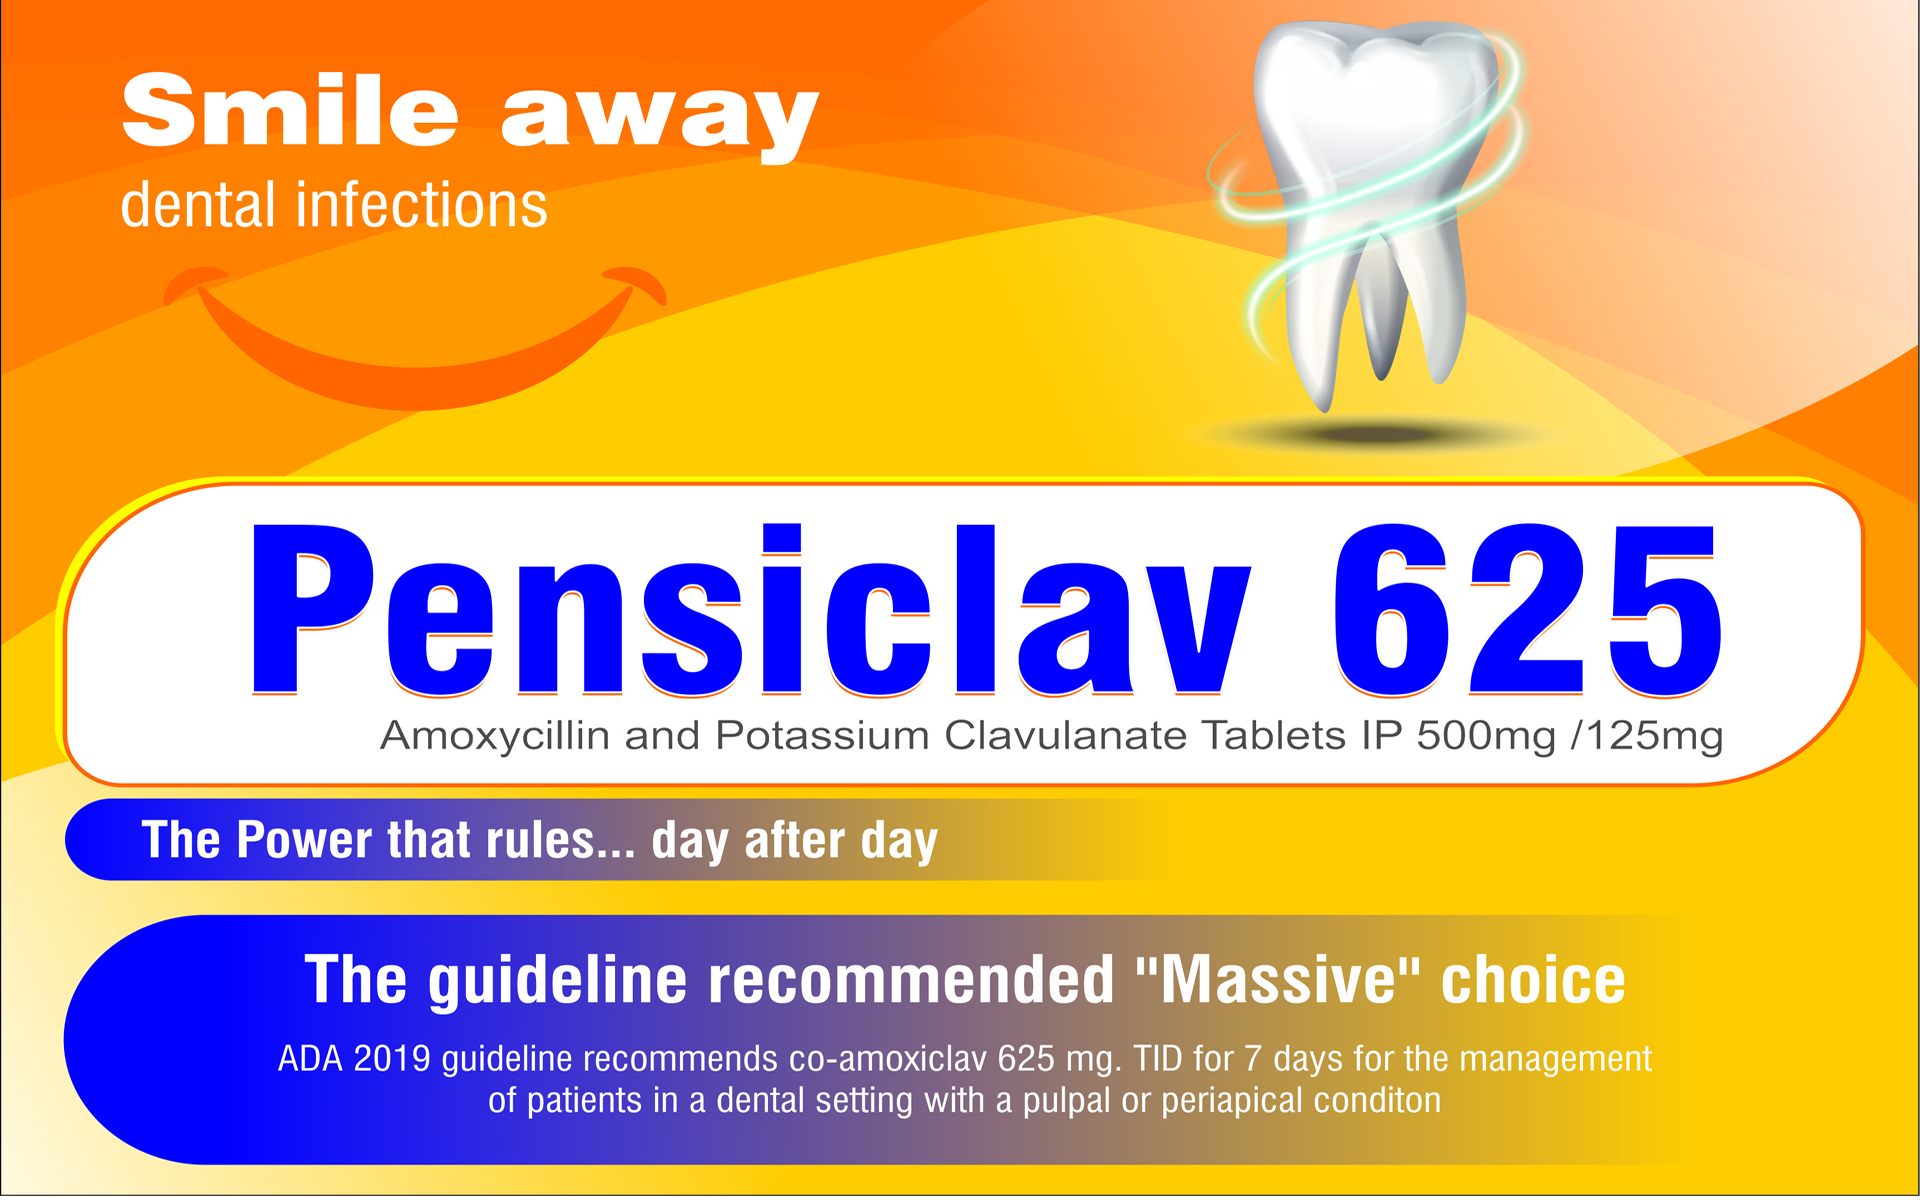 Smile away
dental infections
Pensiclav 625
Amoxycillin and Potassium Clavulanate Tablets IP 500mg /125mg
The Power that rules... day after day
The guideline recommended "Massive" choice
ADA 2019 guideline recommends co-amoxiclav 625 mg. TID for 7 days for the management
of patients in a dental setting with a pulpal or periapical conditon